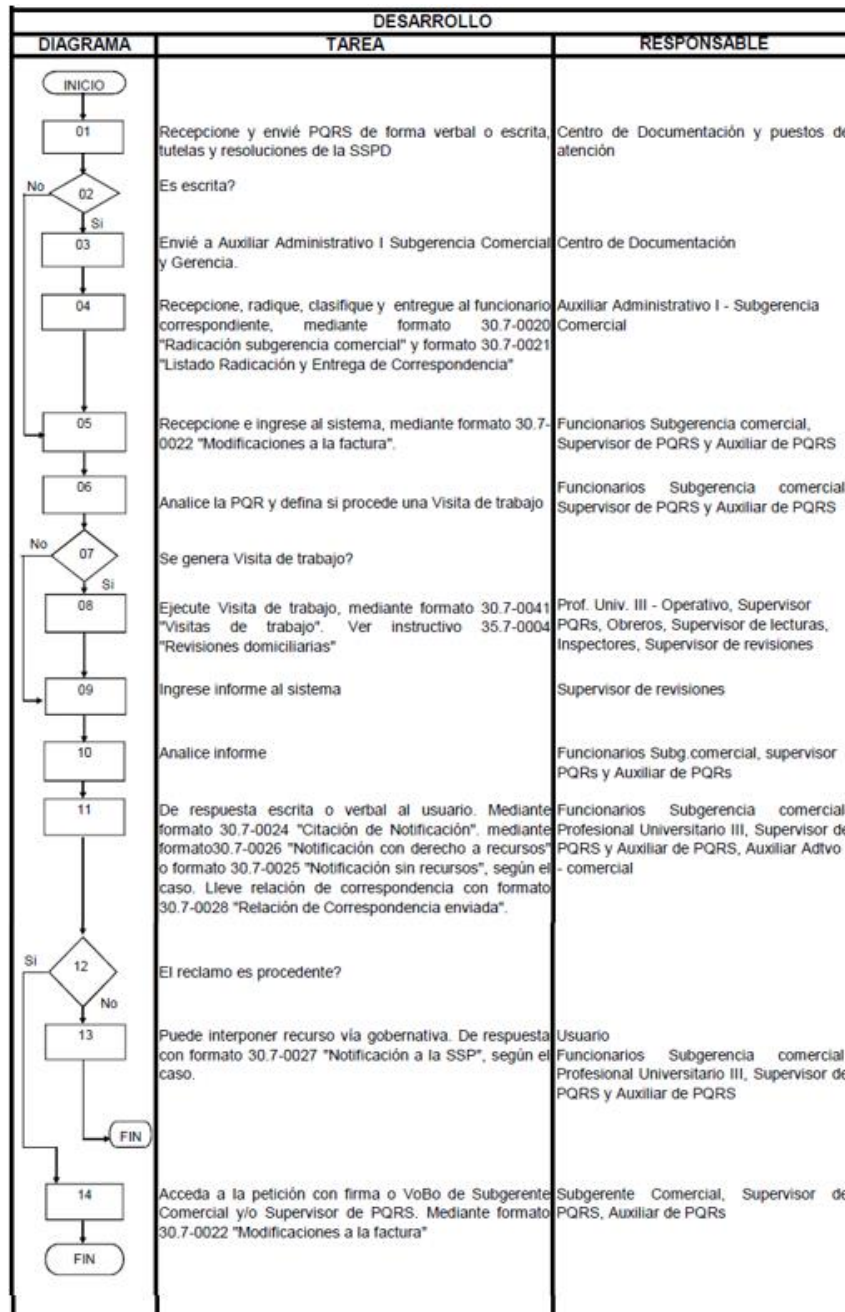 DESARROLLO
DIAGRAMA
TAREA
RESPONSABLE
INICIO
01
Recepcione y envié PQRS de forma verbal o escrita,
tutelas y resoluciones de la SSPD
Centro de Documentación y puestos de
atención
No
02
Es escrita?
Si
03
Envié a Auxiliar Administrativo I Subgerencia Comercial
y Gerencia.
Centro de Documentación
04
Recepcione, radique, clasifique y entregue al funcionario
correspondiente, mediante formato 30.7-0020
"Radicación subgerencia comercial" y formato 30.7-0021
"Listado Radicación y Entrega de Correspondencia"
Auxiliar Administrativo I - Subgerencia
Comercial
05
Recepcione e ingrese al sistema, mediante formato 30.7-
0022 "Modificaciones a la factura".
Funcionarios Subgerencia comercial,
Supervisor de PQRS y Auxiliar de PQRS
06
Analice la PQR y defina si procede una Visita de trabajo
Funcionarios Subgerencia comercial
Supervisor de PQRS y Auxiliar de PQRS
No
07
Se genera Visita de trabajo?
Si
08
Ejecute Visita de trabajo, mediante formato 30.7-0041
"Visitas de trabajo". Ver instructivo 35.7-0004
"Revisiones domiciliarias"
Prof. Univ. III - Operativo, Supervisor
PQRs, Obreros, Supervisor de lecturas,
Inspectores, Supervisor de revisiones
09
Ingrese informe al sistema
Supervisor de revisiones
10
Analice informe
Funcionarios Subg.comercial, supervisor
PQRs y Auxiliar de PQRs
11
De respuesta escrita o verbal al usuario. Mediante
formato 30.7-0024 "Citación de Notificación". mediante
formato30.7-0026 "Notificación con derecho a recursos"
o formato 30.7-0025 "Notificación sin recursos", según el
caso. Lleve relación de correspondencia con formato
30.7-0028 "Relación de Correspondencia enviada".
Funcionarios Subgerencia comercial
Profesional Universitario III, Supervisor de
PQRS y Auxiliar de PQRS, Auxiliar Adtvo
- comercial
Si
12
El reclamo es procedente?
No
13
Puede interponer recurso vía gobernativa. De respuesta
con formato 30.7-0027 "Notificación a la SSP", según el
caso.
Usuario
Funcionarios Subgerencia comercial
Profesional Universitario III, Supervisor de
PQRS y Auxiliar de PQRS
FIN
14
Acceda a la petición con firma o VoBo de Subgerente
Comercial y/o Supervisor de PQRS. Mediante formato
30.7-0022 "Modificaciones a la factura"
Subgerente Comercial, Supervisor de
PQRS, Auxiliar de PQRs
FIN